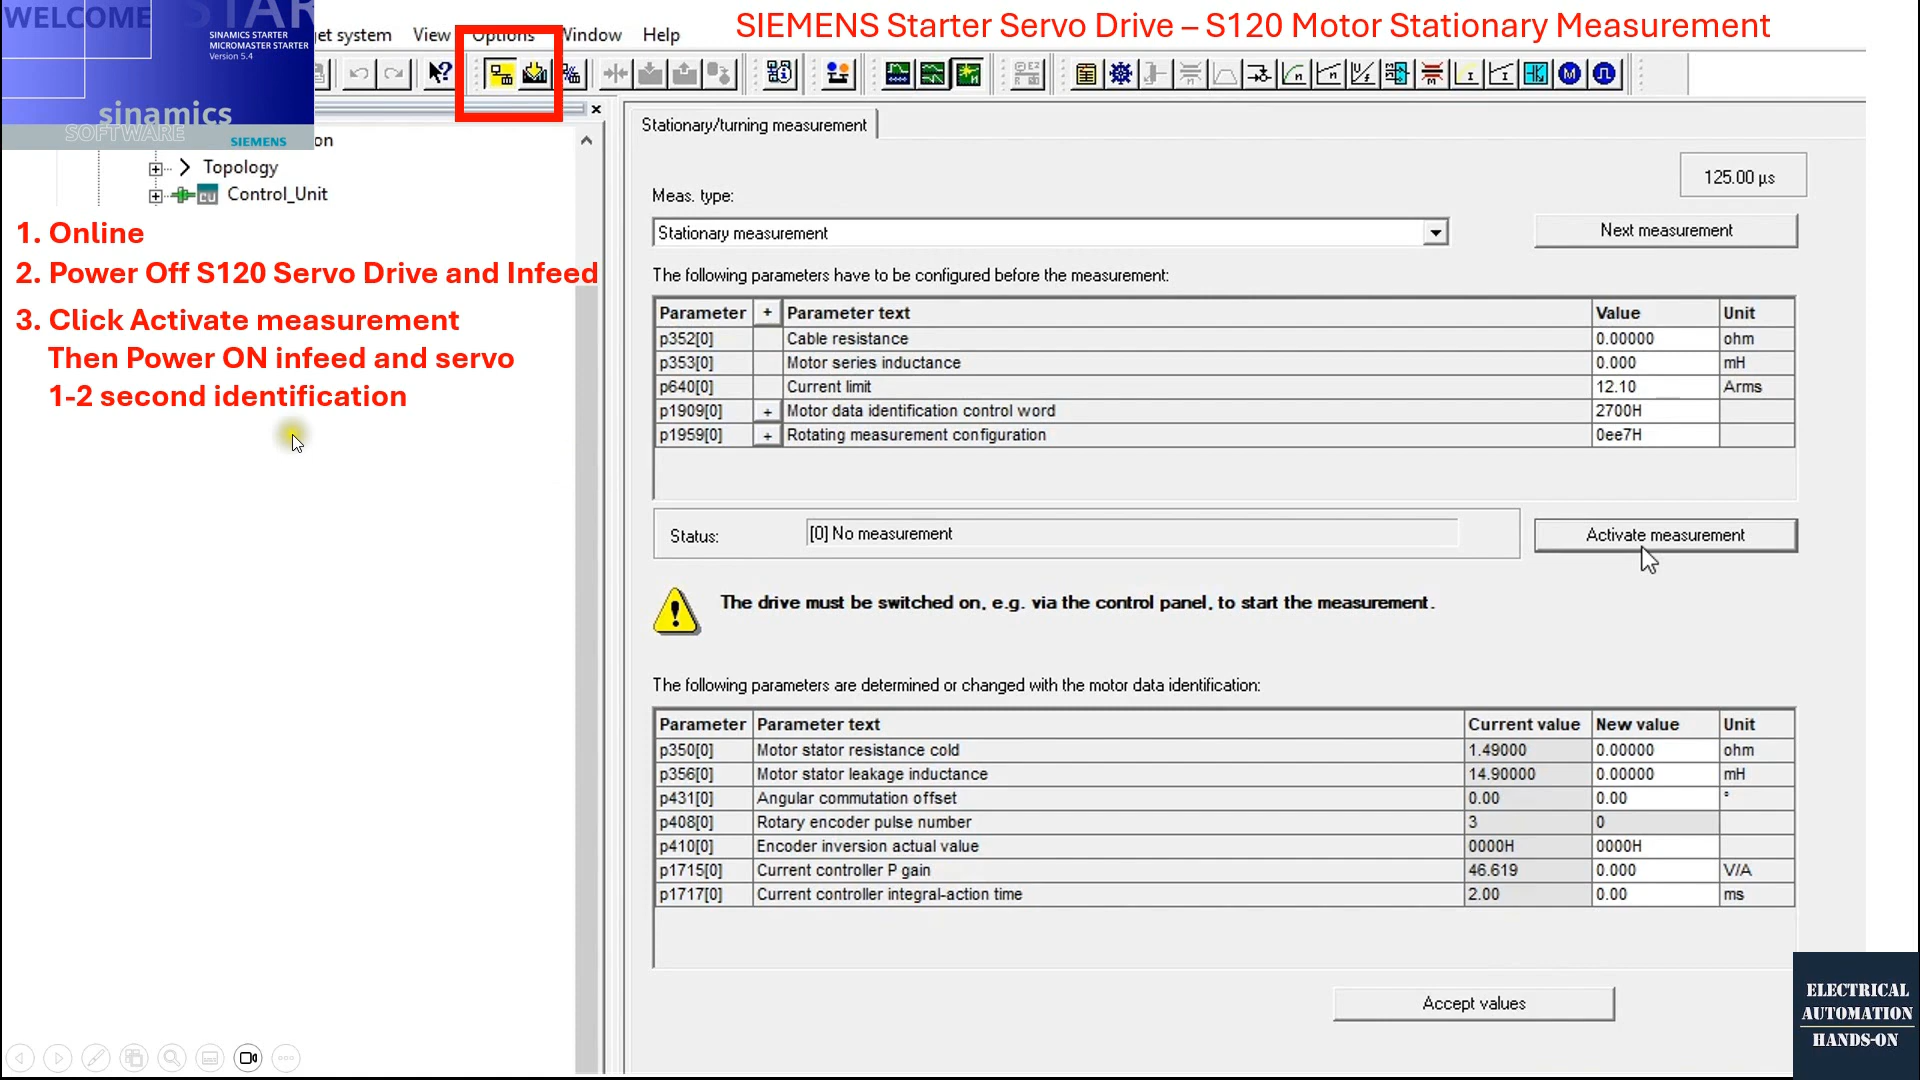 WELCOME
STAR
SINAMICS STARTER
MICROMASTER STARTER
Version 5.4
sinamics
SOFTWARE
SIEMENS
get system View Options Window Help
SIEMENS Starter Servo Drive – S120 Motor Stationary Measurement
on
Topology
CU Control_Unit
1. Online
2. Power Off S120 Servo Drive and Infeed
3. Click Activate measurement
Then Power ON infeed and servo
1-2 second identification
Stationary/turning measurement
125.00 µs
Meas. type:
Stationary measurement
Next measurement
The following parameters have to be configured before the measurement:
Parameter + Parameter text Value Unit
p352[0] Cable resistance 0.00000 ohm
p353[0] Motor series inductance 0.000 mH
p640[0] Current limit 12.10 Arms
p1909[0] + Motor data identification control word 2700H
p1959[0] + Rotating measurement configuration 0ee7H
Status: [0] No measurement
Activate measurement
The drive must be switched on, e.g. via the control panel, to start the measurement.
The following parameters are determined or changed with the motor data identification:
Parameter Parameter text Current value New value Unit
p350[0] Motor stator resistance cold 1.49000 0.00000 ohm
p356[0] Motor stator leakage inductance 14.90000 0.00000 mH
p431[0] Angular commutation offset 0.00 0.00 °
p408[0] Rotary encoder pulse number 3 0
p410[0] Encoder inversion actual value 0000H 0000H
p1715[0] Current controller P gain 46.619 0.000 V/A
p1717[0] Current controller integral-action time 2.00 0.00 ms
Accept values
ELECTRICAL
AUTOMATION
HANDS-ON